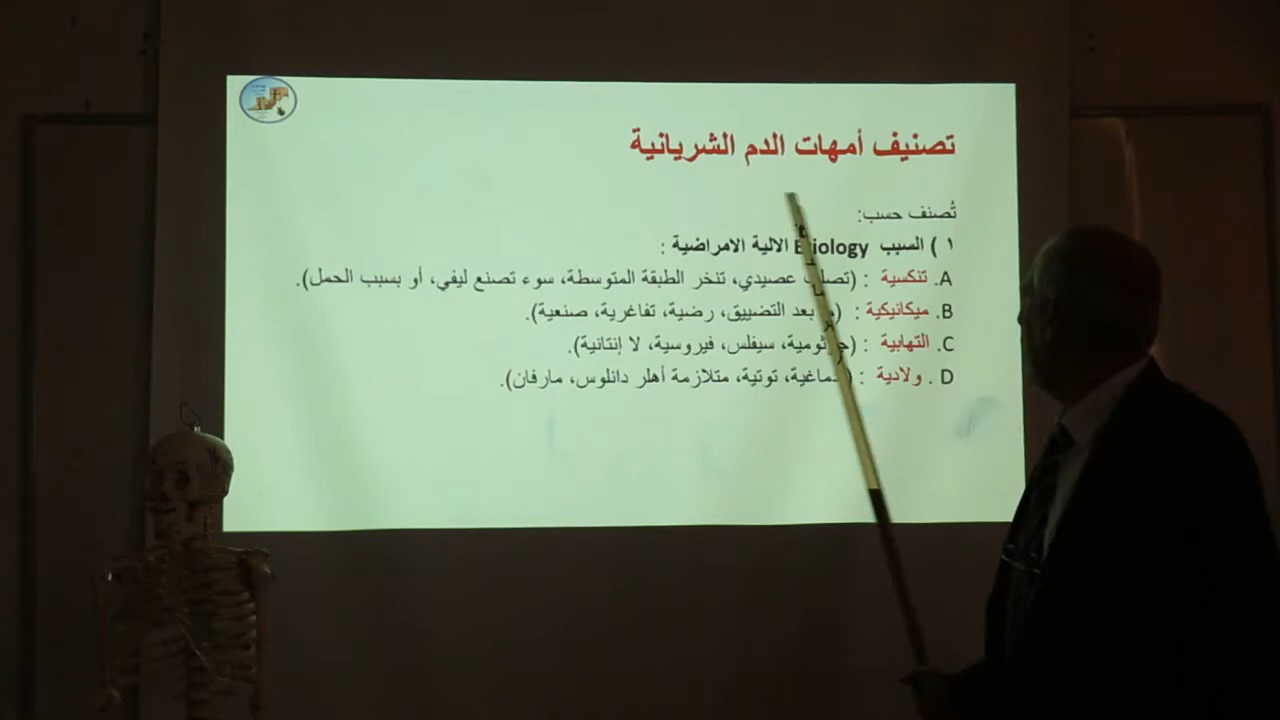 تصنيف أمهات الدم الشريانية
تُصنف حسب:
١ ) السبب Etiology الالية الامراضية :
A. تنكسية : (تصلب عصيدي، تنخر الطبقة المتوسطة، سوء تصنع ليفي، أو بسبب الحمل).
B. ميكانيكية : ( بعد التضييق، رضية، تفاغرية، صنعية).
C. التهابية : (جرثومية، سيفلس، فيروسية، لا إنتانية).
D . ولادية : ( توتية، متلازمة أهلر دانلوس، مارفان).